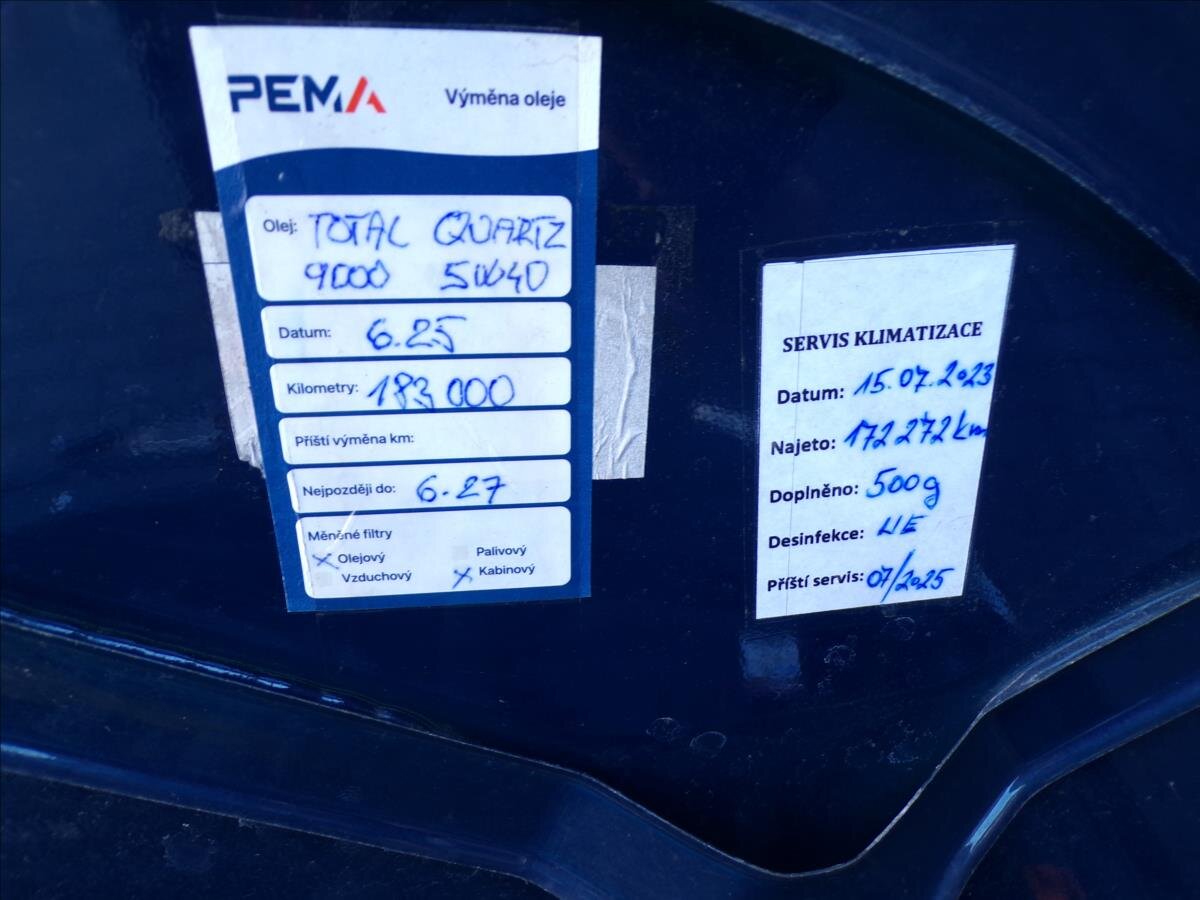 PEMA
Výměna oleje
Olej: TOTAL QUARTZ
9000 5W40
Datum: 6.25
Kilometry: 183 000
Příští výměna km:
Nejpozději do: 6.27
Měněné filtry
Olejový
Palivový
Vzduchový
Kabinový
SERVIS KLIMATIZACE
Datum: 15.07.2023
Najeto: 172 272 km
Doplněno: 500g
Desinfekce: NE
Příští servis: 07/2025